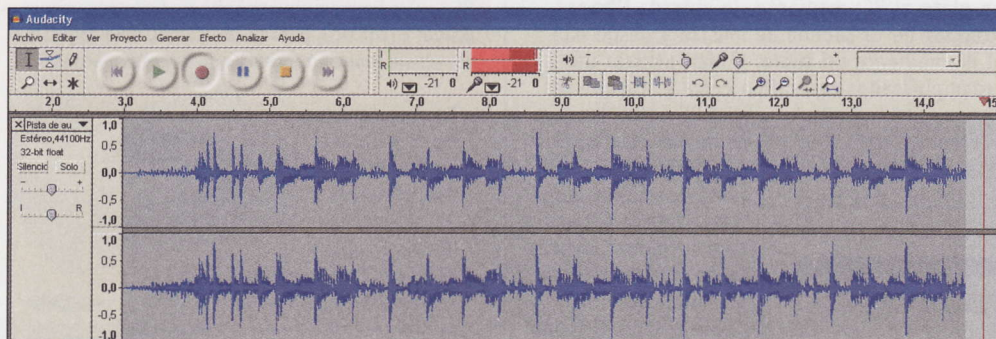 Audacity
Archivo Editar Ver Proyecto Generar Efecto Analizar Ayuda
I I
R -21 0 R -21 0
2,0 3,0 4,0 5,0 6,0 7,0 8,0 9,0 10,0 11,0 12,0 13,0 14,0 15
X Pista de au
Estéreo,44100Hz
32-bit float
Silencic Solo
- +
I R
1,0
0,5
0,0
-0,5
-1,0
1,0
0,5
0,0
-0,5
-1,0